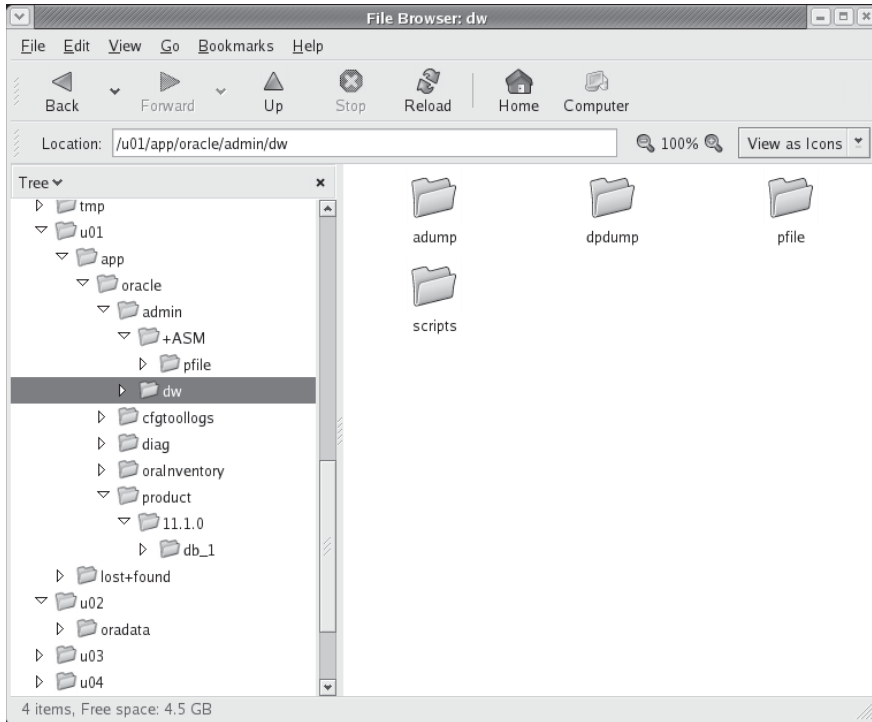 File Browser: dw
File Edit View Go Bookmarks Help
Back Forward Up Stop Reload Home Computer
Location: /u01/app/oracle/admin/dw 100% View as Icons
Tree
tmp
u01
app
oracle
admin
+ASM
pfile
dw
cfgtoollogs
diag
oraInventory
product
11.1.0
db_1
lost+found
u02
oradata
u03
u04
adump dpdump pfile
scripts
4 items, Free space: 4.5 GB